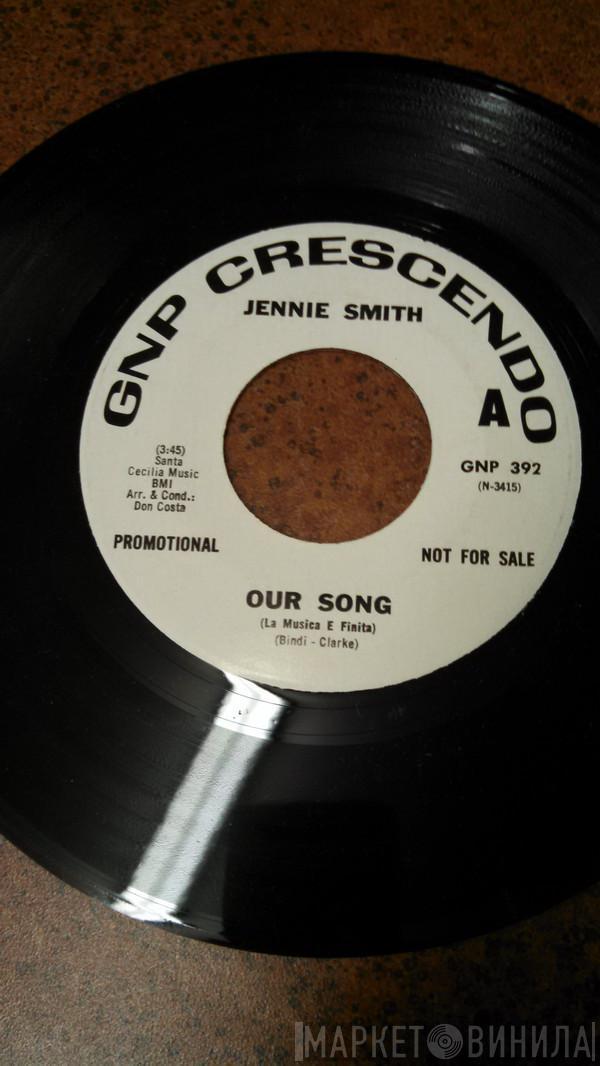 GNP CRESCENDO
JENNIE SMITH
A
GNP 392
(N-3415)
(3:45)
Santa
Cecilia Music
BMI
Arr. & Cond.:
Don Costa
PROMOTIONAL
NOT FOR SALE
OUR SONG
(La Musica E Finita)
(Bindi - Clarke)
МАРКЕТ ВИНИЛА